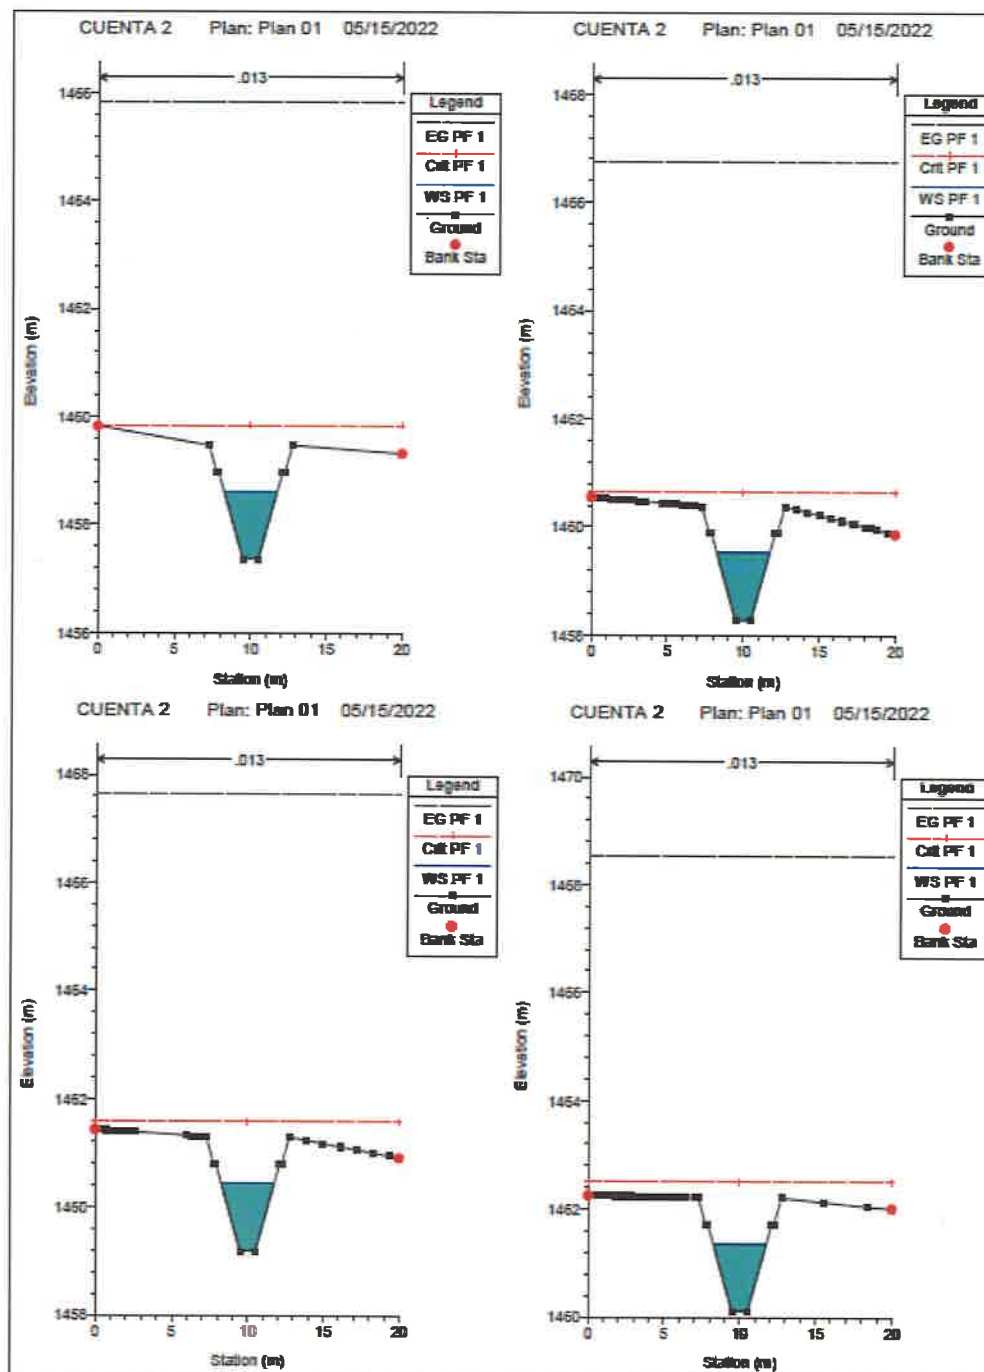 CUENTA 2 Plan: Plan 01 05/15/2022
.013
Legend
EG PF 1
Crit PF 1
WS PF 1
Ground
Bank Sta
1466
1464
1462
1460
1458
1456
Elevation (m)
0 5 10 15 20
Station (m)
CUENTA 2 Plan: Plan 01 05/15/2022
.013
Legend
EG PF 1
Crit PF 1
WS PF 1
Ground
Bank Sta
1468
1466
1464
1462
1460
1458
Elevation (m)
0 5 10 15 20
Station (m)
CUENTA 2 Plan: Plan 01 05/15/2022
.013
Legend
EG PF 1
Crit PF 1
WS PF 1
Ground
Bank Sta
1468
1466
1464
1462
1460
1458
Elevation (m)
0 5 10 15 20
Station (m)
CUENTA 2 Plan: Plan 01 05/15/2022
.013
Legend
EG PF 1
Crit PF 1
WS PF 1
Ground
Bank Sta
1470
1468
1466
1464
1462
1460
Elevation (m)
0 5 10 15 20
Station (m)